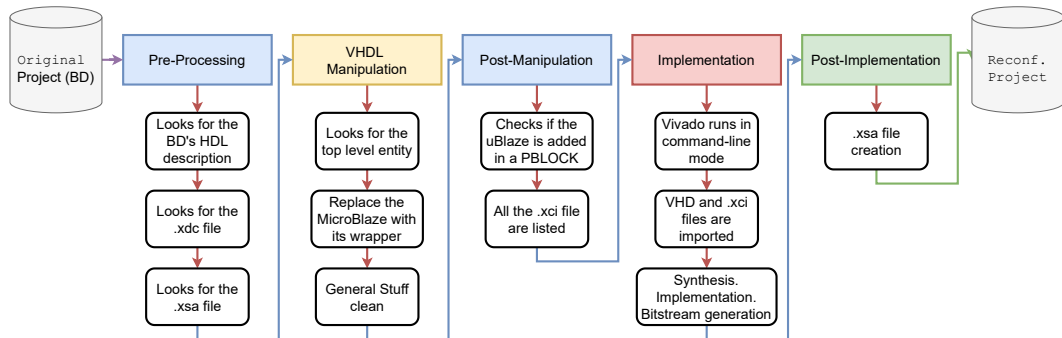 Original
Project (BD)
Pre-Processing
Looks for the
BD's HDL
description
Looks for the
.xdc file
Looks for the
.xsa file
VHDL
Manipulation
Looks for the
top level entity
Replace the
MicroBlaze with
its wrapper
General Stuff
clean
Post-Manipulation
Checks if the
uBlaze is added
in a PBLOCK
All the .xci file
are listed
Implementation
Vivado runs in
command-line
mode
VHD and .xci
files are
imported
Synthesis.
Implementation.
Bitstream generation
Post-Implementation
.xsa file
creation
Reconf.
Project